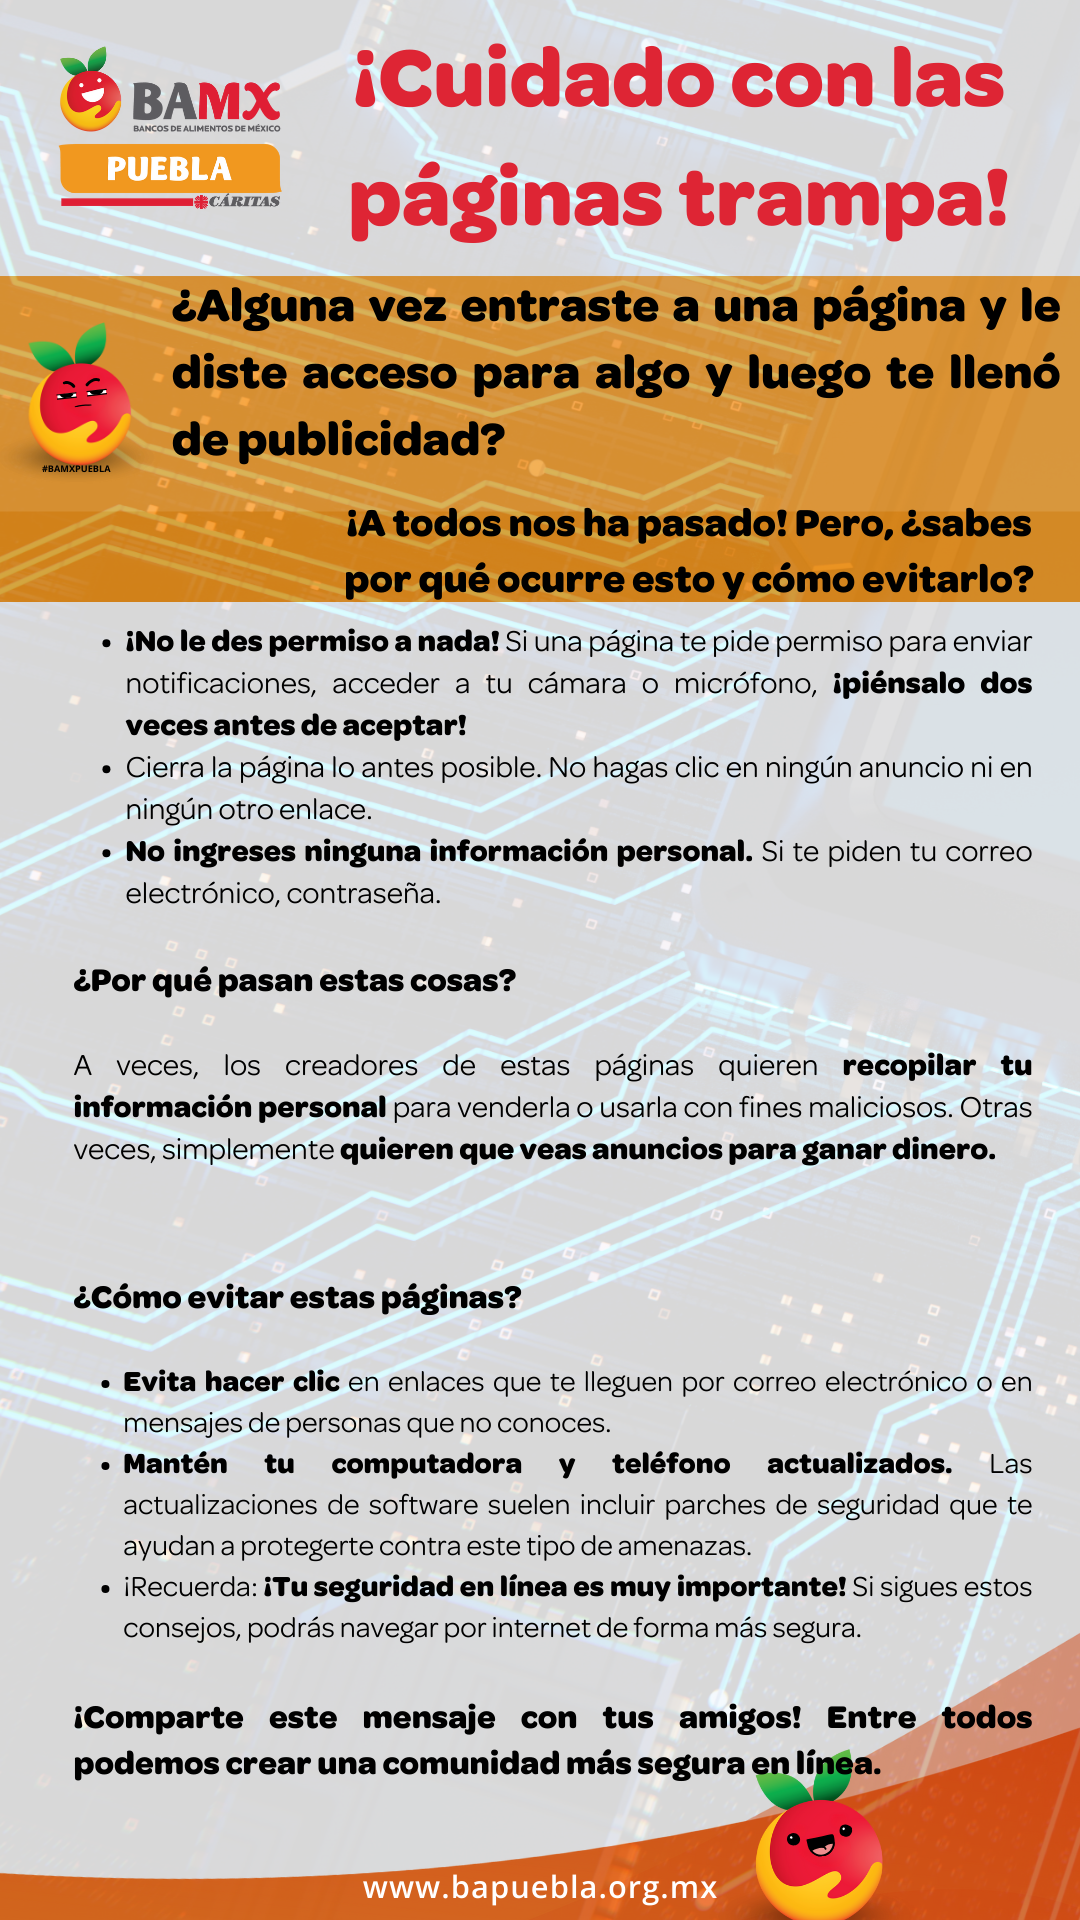 BAMX
BANCOS DE ALIMENTOS DE MÉXICO
PUEBLA
CÁRITAS
¡Cuidado con las
páginas trampa!
¿Alguna vez entraste a una página y le
diste acceso para algo y luego te llenó
de publicidad?
#BAMXPUEBLA
¡A todos nos ha pasado! Pero, ¿sabes
por qué ocurre esto y cómo evitarlo?
• ¡No le des permiso a nada! Si una página te pide permiso para enviar
notificaciones, acceder a tu cámara o micrófono, ¡piénsalo dos
veces antes de aceptar!
• Cierra la página lo antes posible. No hagas clic en ningún anuncio ni en
ningún otro enlace.
• No ingreses ninguna información personal. Si te piden tu correo
electrónico, contraseña.
¿Por qué pasan estas cosas?
A veces, los creadores de estas páginas quieren recopilar tu
información personal para venderla o usarla con fines maliciosos. Otras
veces, simplemente quieren que veas anuncios para ganar dinero.
¿Cómo evitar estas páginas?
• Evita hacer clic en enlaces que te lleguen por correo electrónico o en
mensajes de personas que no conoces.
• Mantén tu computadora y teléfono actualizados. Las
actualizaciones de software suelen incluir parches de seguridad que te
ayudan a protegerte contra este tipo de amenazas.
• ¡Recuerda: ¡Tu seguridad en línea es muy importante! Si sigues estos
consejos, podrás navegar por internet de forma más segura.
¡Comparte este mensaje con tus amigos! Entre todos
podemos crear una comunidad más segura en línea.
www.bapuebla.org.mx